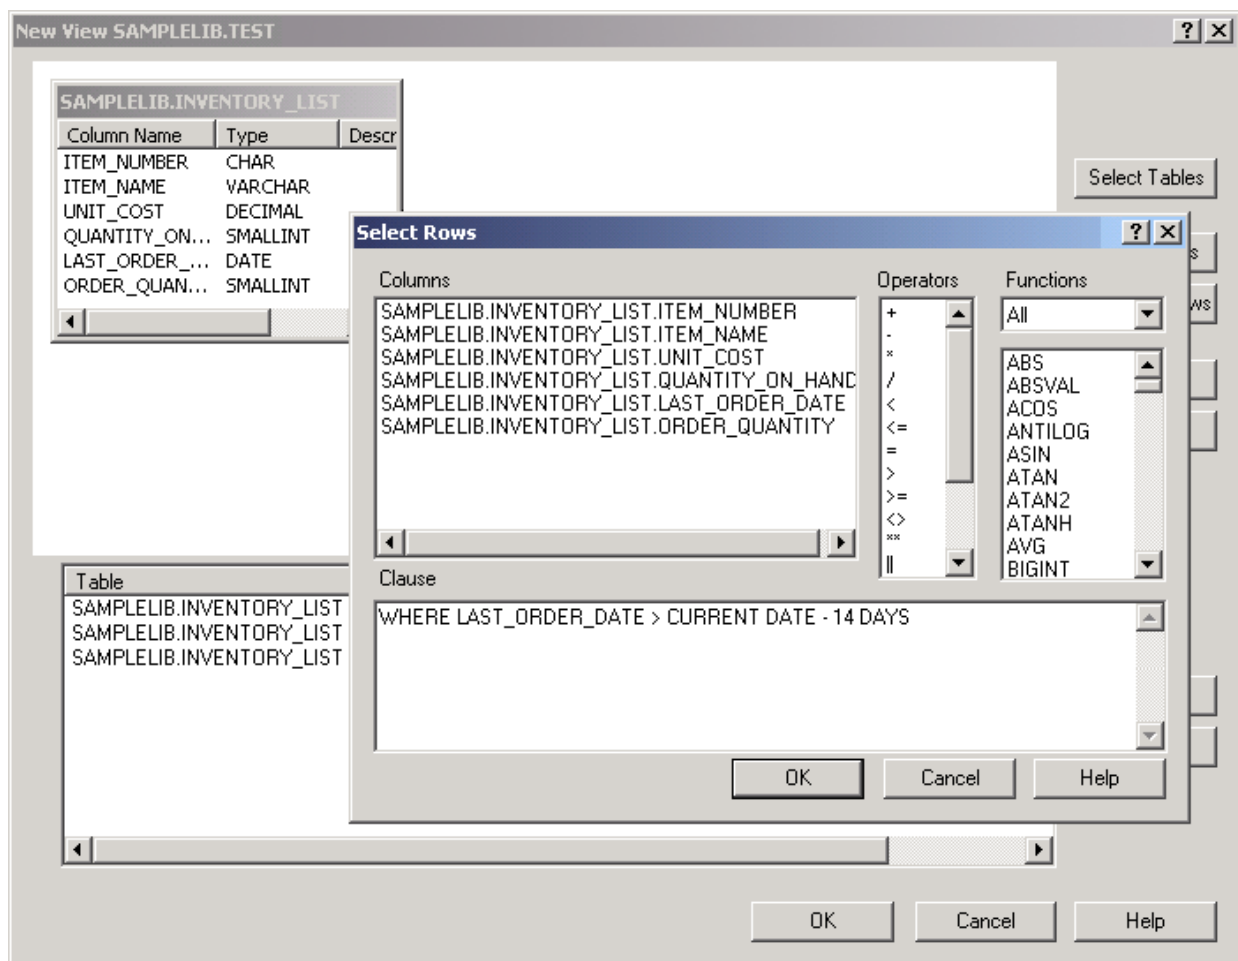 New View SAMPLELIB.TEST
SAMPLELIB.INVENTORY_LIST
Column Name Type Descr
ITEM_NUMBER CHAR
ITEM_NAME VARCHAR
UNIT_COST DECIMAL
QUANTITY_ON... SMALLINT
LAST_ORDER_... DATE
ORDER_QUAN... SMALLINT
Select Tables
s
ws
Select Rows
Columns
SAMPLELIB.INVENTORY_LIST.ITEM_NUMBER
SAMPLELIB.INVENTORY_LIST.ITEM_NAME
SAMPLELIB.INVENTORY_LIST.UNIT_COST
SAMPLELIB.INVENTORY_LIST.QUANTITY_ON_HAND
SAMPLELIB.INVENTORY_LIST.LAST_ORDER_DATE
SAMPLELIB.INVENTORY_LIST.ORDER_QUANTITY
Operators
+
-
*
/
<
<=
=
>
>=
<>
**
||
Functions
All
ABS
ABSVAL
ACOS
ANTILOG
ASIN
ATAN
ATAN2
ATANH
AVG
BIGINT
Clause
WHERE LAST_ORDER_DATE > CURRENT DATE - 14 DAYS
OK Cancel Help
Table
SAMPLELIB.INVENTORY_LIST
SAMPLELIB.INVENTORY_LIST
SAMPLELIB.INVENTORY_LIST
OK Cancel Help